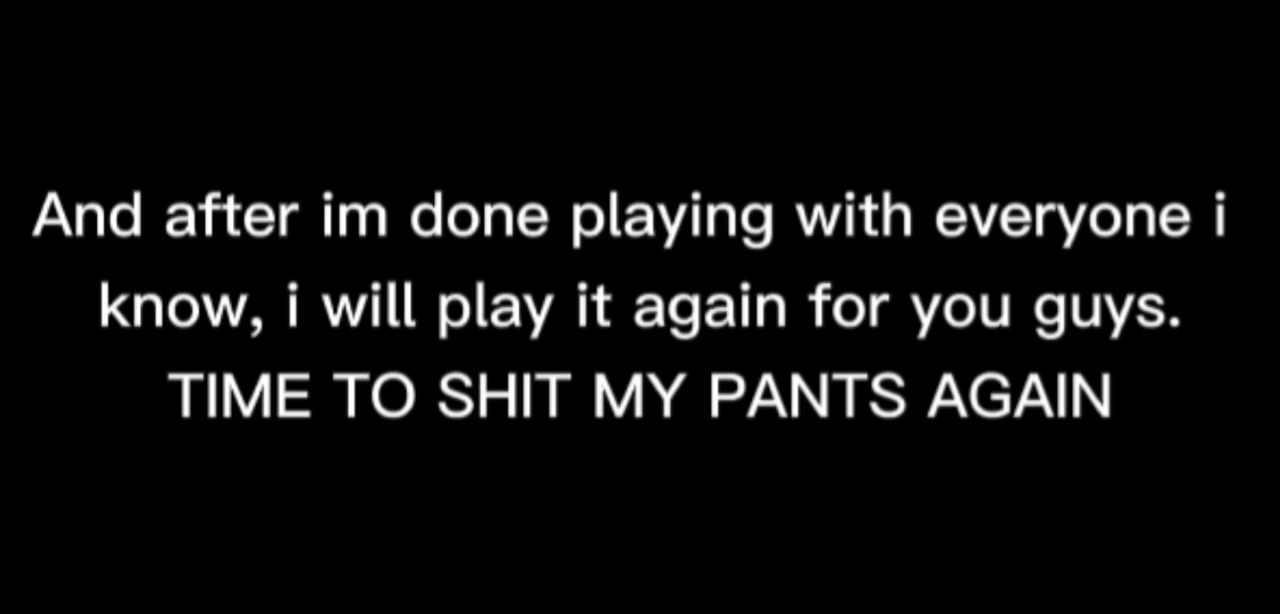 And after im done playing with everyone i
know, i will play it again for you guys.
TIME TO SHIT MY PANTS AGAIN